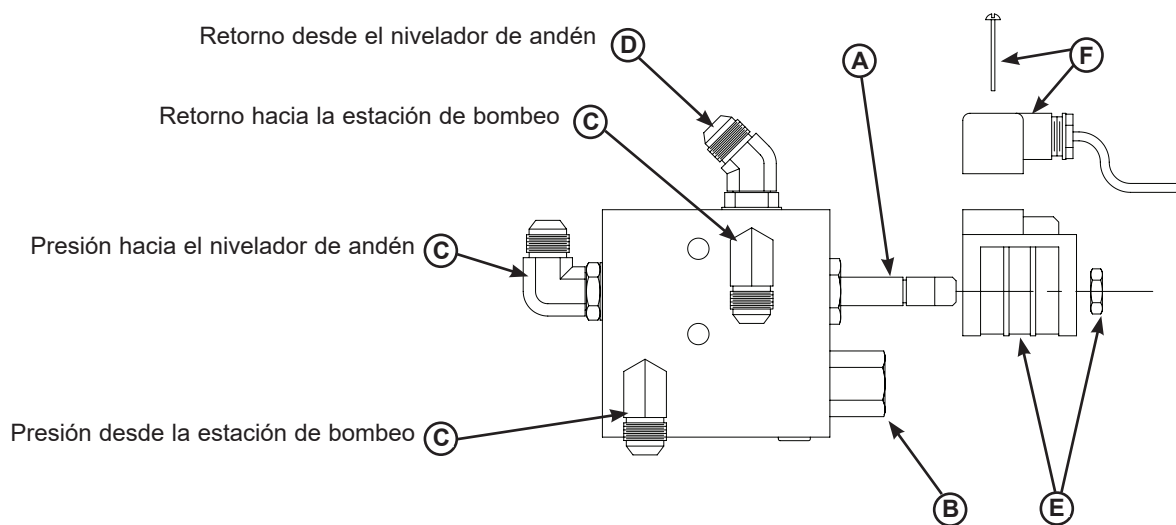 Retorno desde el nivelador de andén D
A
F
Retorno hacia la estación de bombeo C
Presión hacia el nivelador de andén C
Presión desde la estación de bombeo C
B
E